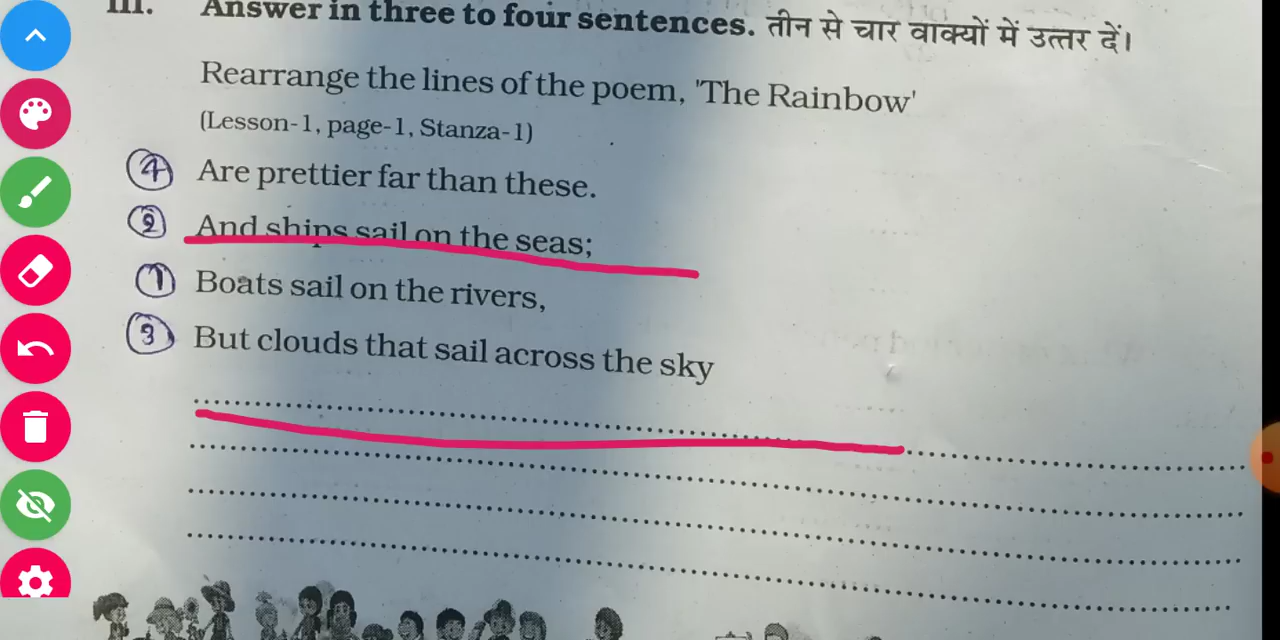 III. Answer in three to four sentences. तीन से चार वाक्यों में उत्तर दें।
Rearrange the lines of the poem, 'The Rainbow'
(Lesson-1, page-1, Stanza-1)
4 Are prettier far than these.
2 And ships sail on the seas;
1 Boats sail on the rivers,
3 But clouds that sail across the sky